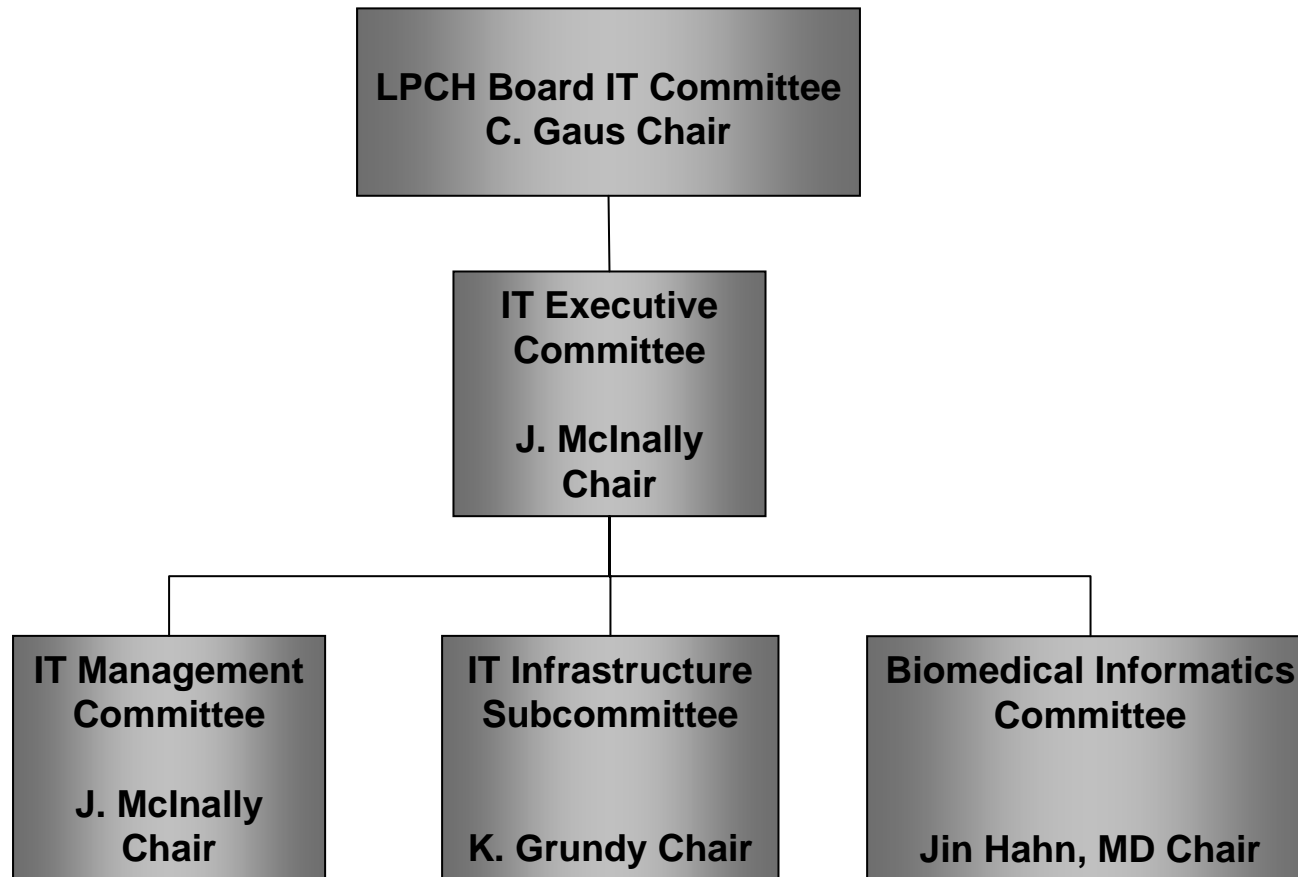 LPCH Board IT Committee
C. Gaus Chair
IT Executive
Committee
J. McInally
Chair
IT Management
Committee
J. McInally
Chair
IT Infrastructure
Subcommittee
K. Grundy Chair
Biomedical Informatics
Committee
Jin Hahn, MD Chair